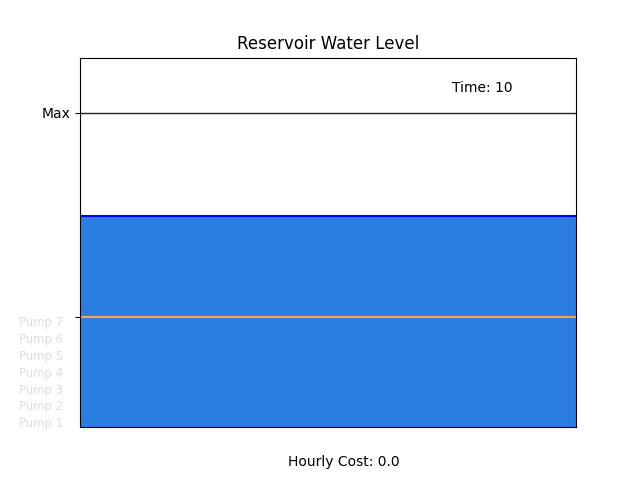 Reservoir Water Level
Time: 10
Max
Pump 7
Pump 6
Pump 5
Pump 4
Pump 3
Pump 2
Pump 1
Hourly Cost: 0.0